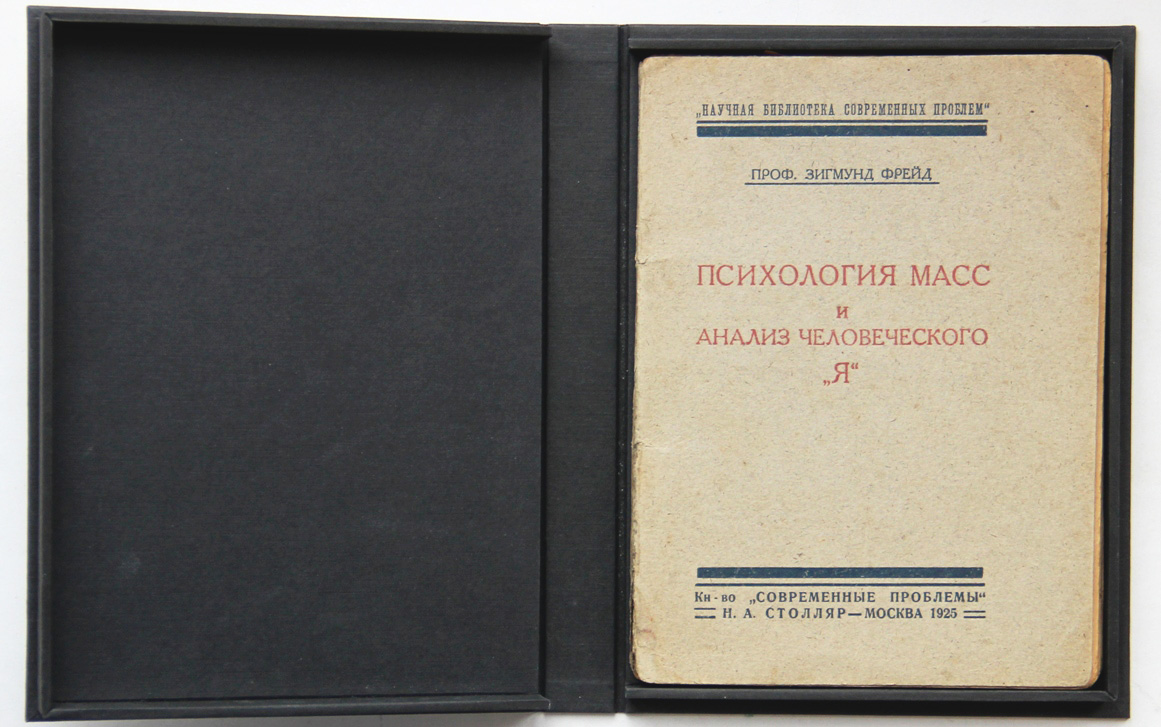 „НАУЧНАЯ БИБЛИОТЕКА СОВРЕМЕННЫХ ПРОБЛЕМ“
ПРОФ. ЗИГМУНД ФРЕЙД
ПСИХОЛОГИЯ МАСС
и
АНАЛИЗ ЧЕЛОВЕЧЕСКОГО
„Я“
Кн-во „СОВРЕМЕННЫЕ ПРОБЛЕМЫ“
Н. А. СТОЛЛЯР—МОСКВА 1925